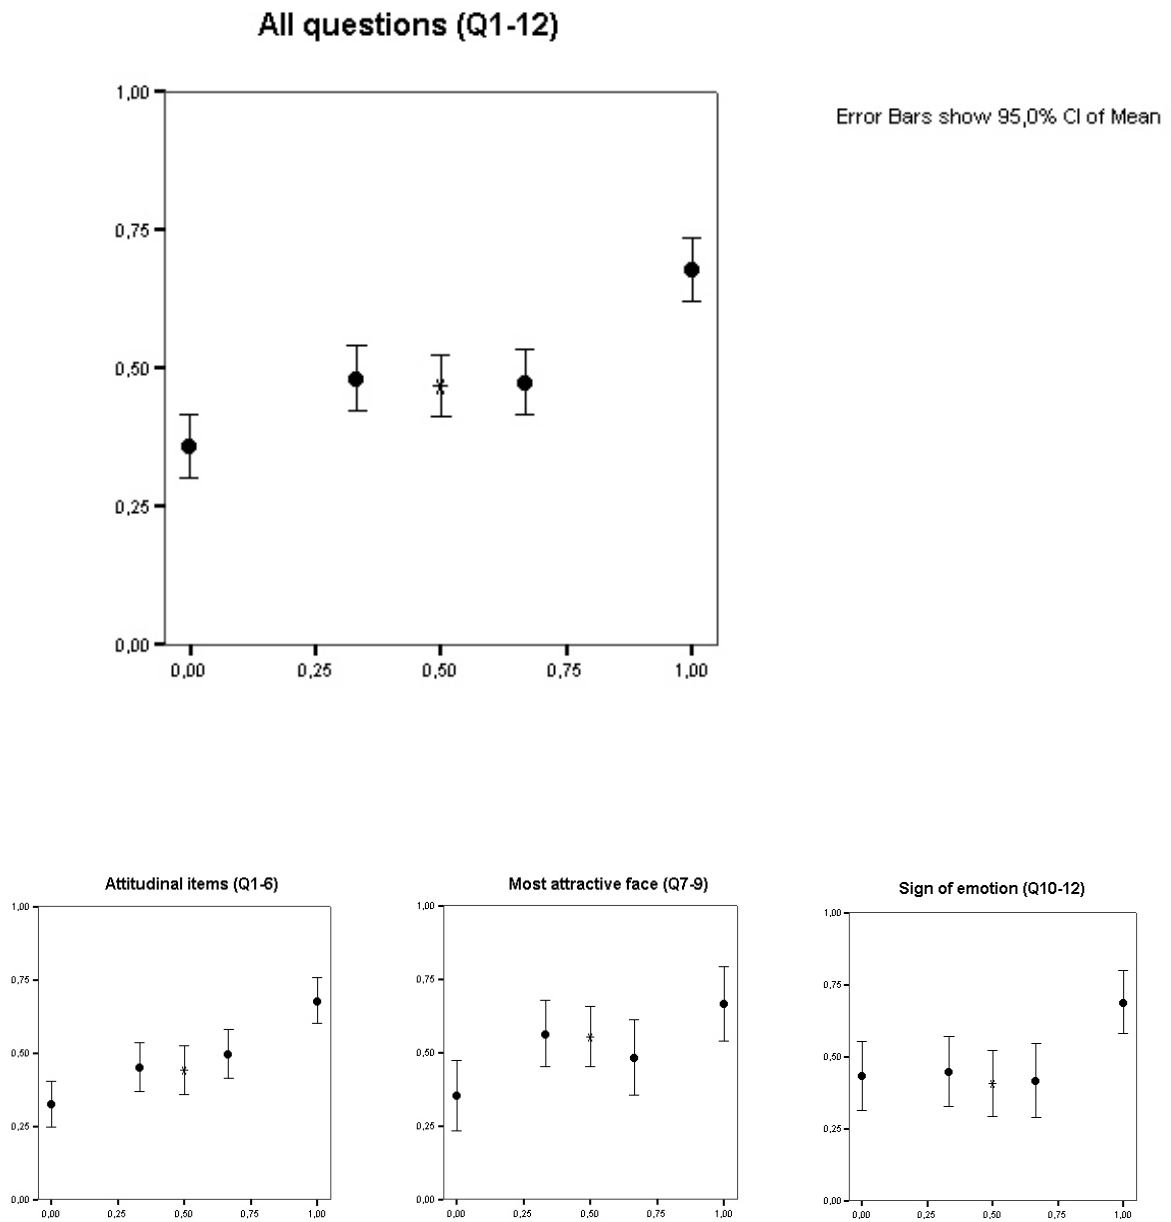 All questions (Q1-12)
Error Bars show 95,0% CI of Mean
1,00
0,75
0,50
0,25
0,00
0,00 0,25 0,50 0,75 1,00
Attitudinal items (Q1-6)
1,00
0,75
0,50
0,25
0,00
0,00 0,25 0,50 0,75 1,00
Most attractive face (Q7-9)
1,00
0,75
0,50
0,25
0,00
0,00 0,25 0,50 0,75 1,00
Sign of emotion (Q10-12)
1,00
0,75
0,50
0,25
0,00
0,00 0,25 0,50 0,75 1,00